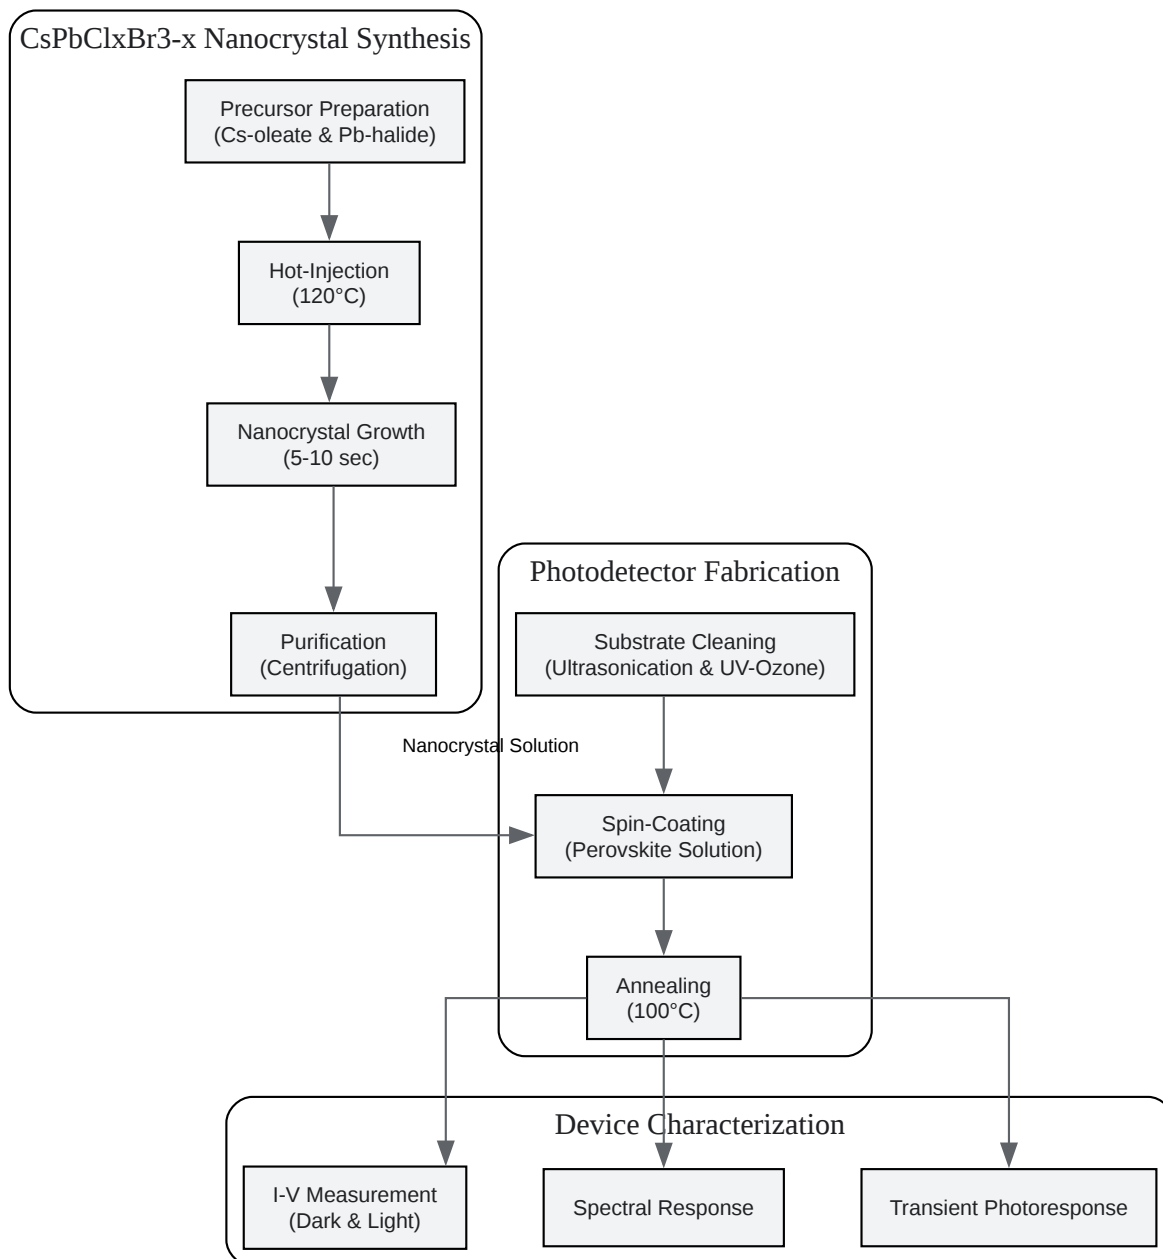 CsPbClxBr3-x Nanocrystal Synthesis
Precursor Preparation
(Cs-oleate & Pb-halide)
Hot-Injection
(120°C)
Nanocrystal Growth
(5-10 sec)
Purification
(Centrifugation)
Photodetector Fabrication
Substrate Cleaning
(Ultrasonication & UV-Ozone)
Nanocrystal Solution
Spin-Coating
(Perovskite Solution)
Annealing
(100°C)
Device Characterization
I-V Measurement
(Dark & Light)
Spectral Response
Transient Photoresponse